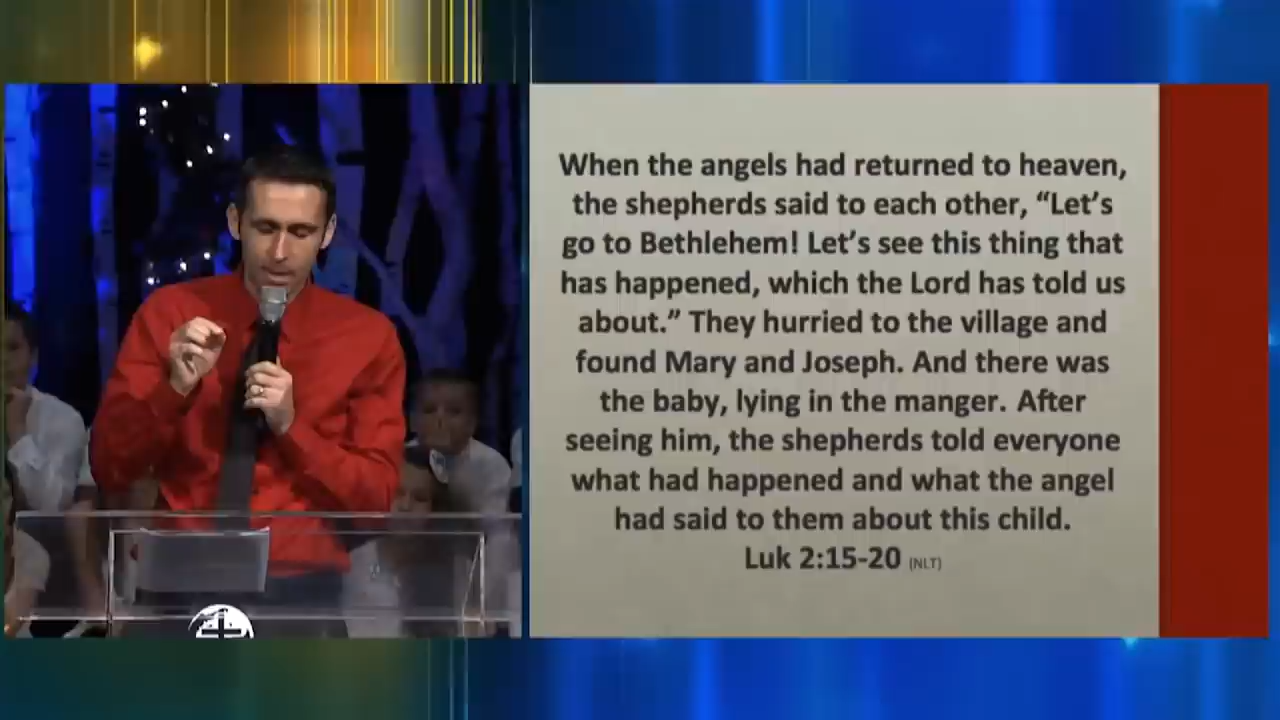 When the angels had returned to heaven,
the shepherds said to each other, “Let’s
go to Bethlehem! Let’s see this thing that
has happened, which the Lord has told us
about.” They hurried to the village and
found Mary and Joseph. And there was
the baby, lying in the manger. After
seeing him, the shepherds told everyone
what had happened and what the angel
had said to them about this child.
Luk 2:15-20 (NLT)